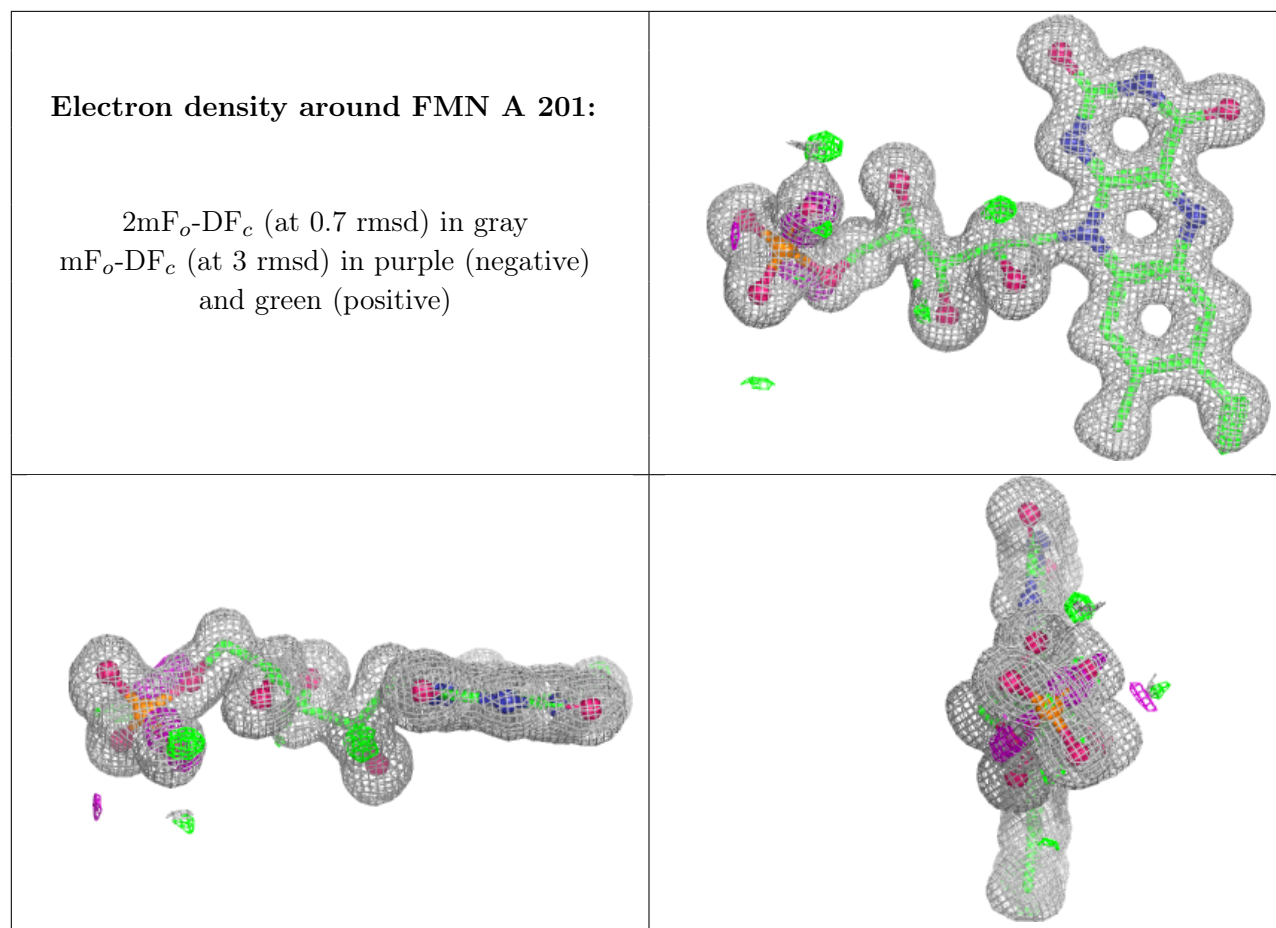 Electron density around FMN A 201:
2mFₒ-DF𝒸 (at 0.7 rmsd) in gray
mFₒ-DF𝒸 (at 3 rmsd) in purple (negative)
and green (positive)